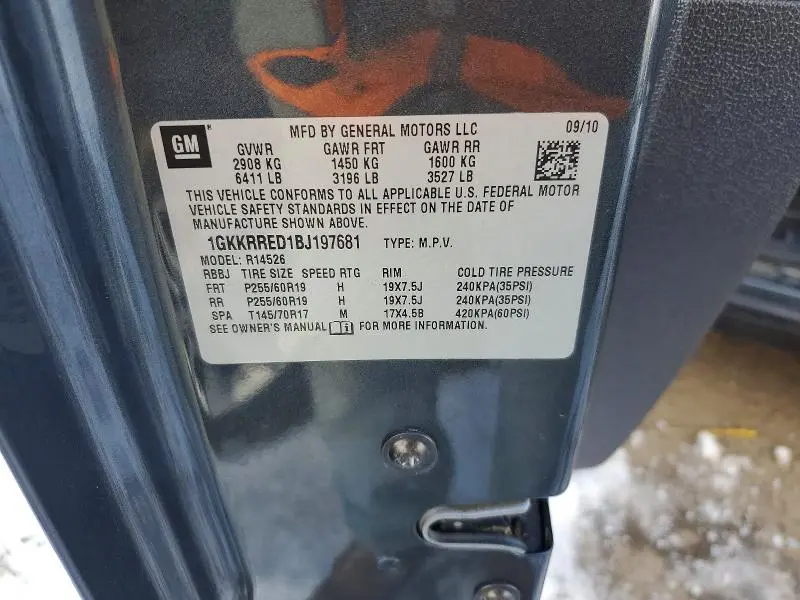 GM
MFD BY GENERAL MOTORS LLC 09/10
GVWR GAWR FRT GAWR RR
2908 KG 1450 KG 1600 KG
6411 LB 3196 LB 3527 LB
THIS VEHICLE CONFORMS TO ALL APPLICABLE U.S. FEDERAL MOTOR
VEHICLE SAFETY STANDARDS IN EFFECT ON THE DATE OF
MANUFACTURE SHOWN ABOVE.
1GKKRRED1BJ197681 TYPE: M.P.V.
MODEL: R14526
RBBJ TIRE SIZE SPEED RTG RIM COLD TIRE PRESSURE
FRT P255/60R19 H 19X7.5J 240KPA(35PSI)
RR P255/60R19 H 19X7.5J 240KPA(35PSI)
SPA T145/70R17 M 17X4.5B 420KPA(60PSI)
SEE OWNER'S MANUAL FOR MORE INFORMATION.